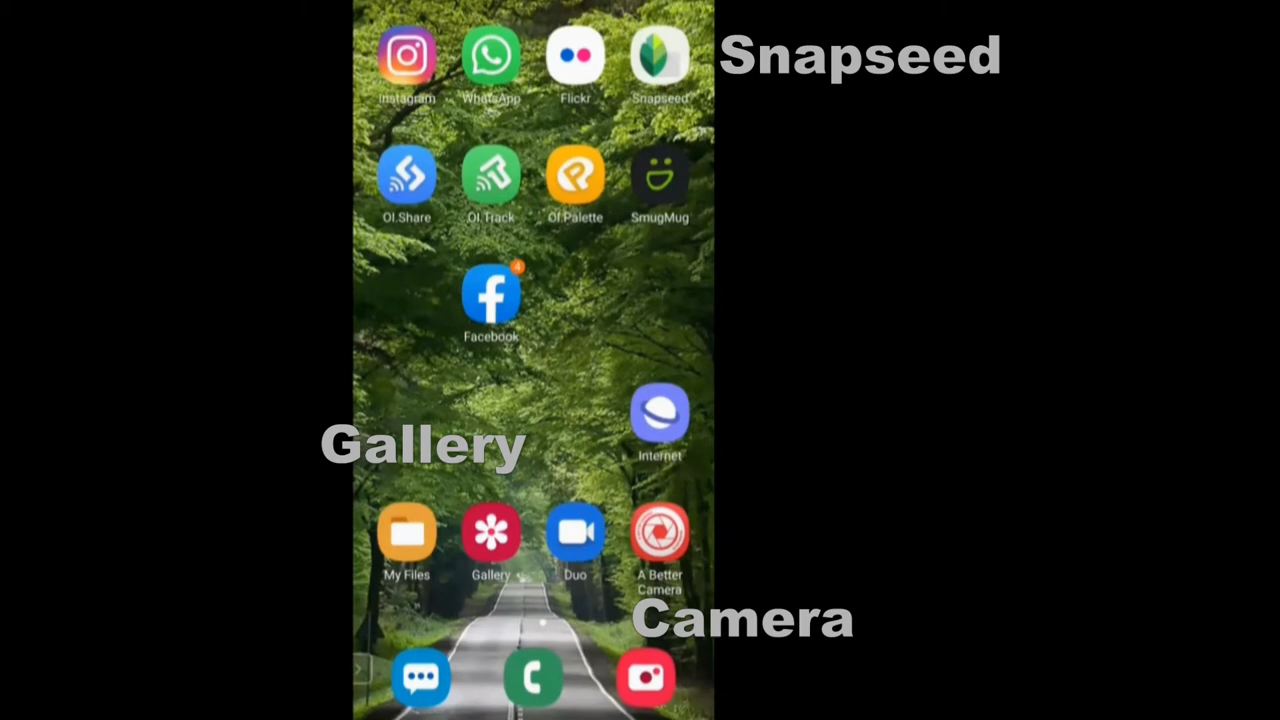 Snapseed
Instagram WhatsApp Flickr Snapseed
OI.Share OI.Track OI.Palette SmugMug
4
Facebook
Gallery
Internet
My Files Gallery Duo A Better
Camera
Camera